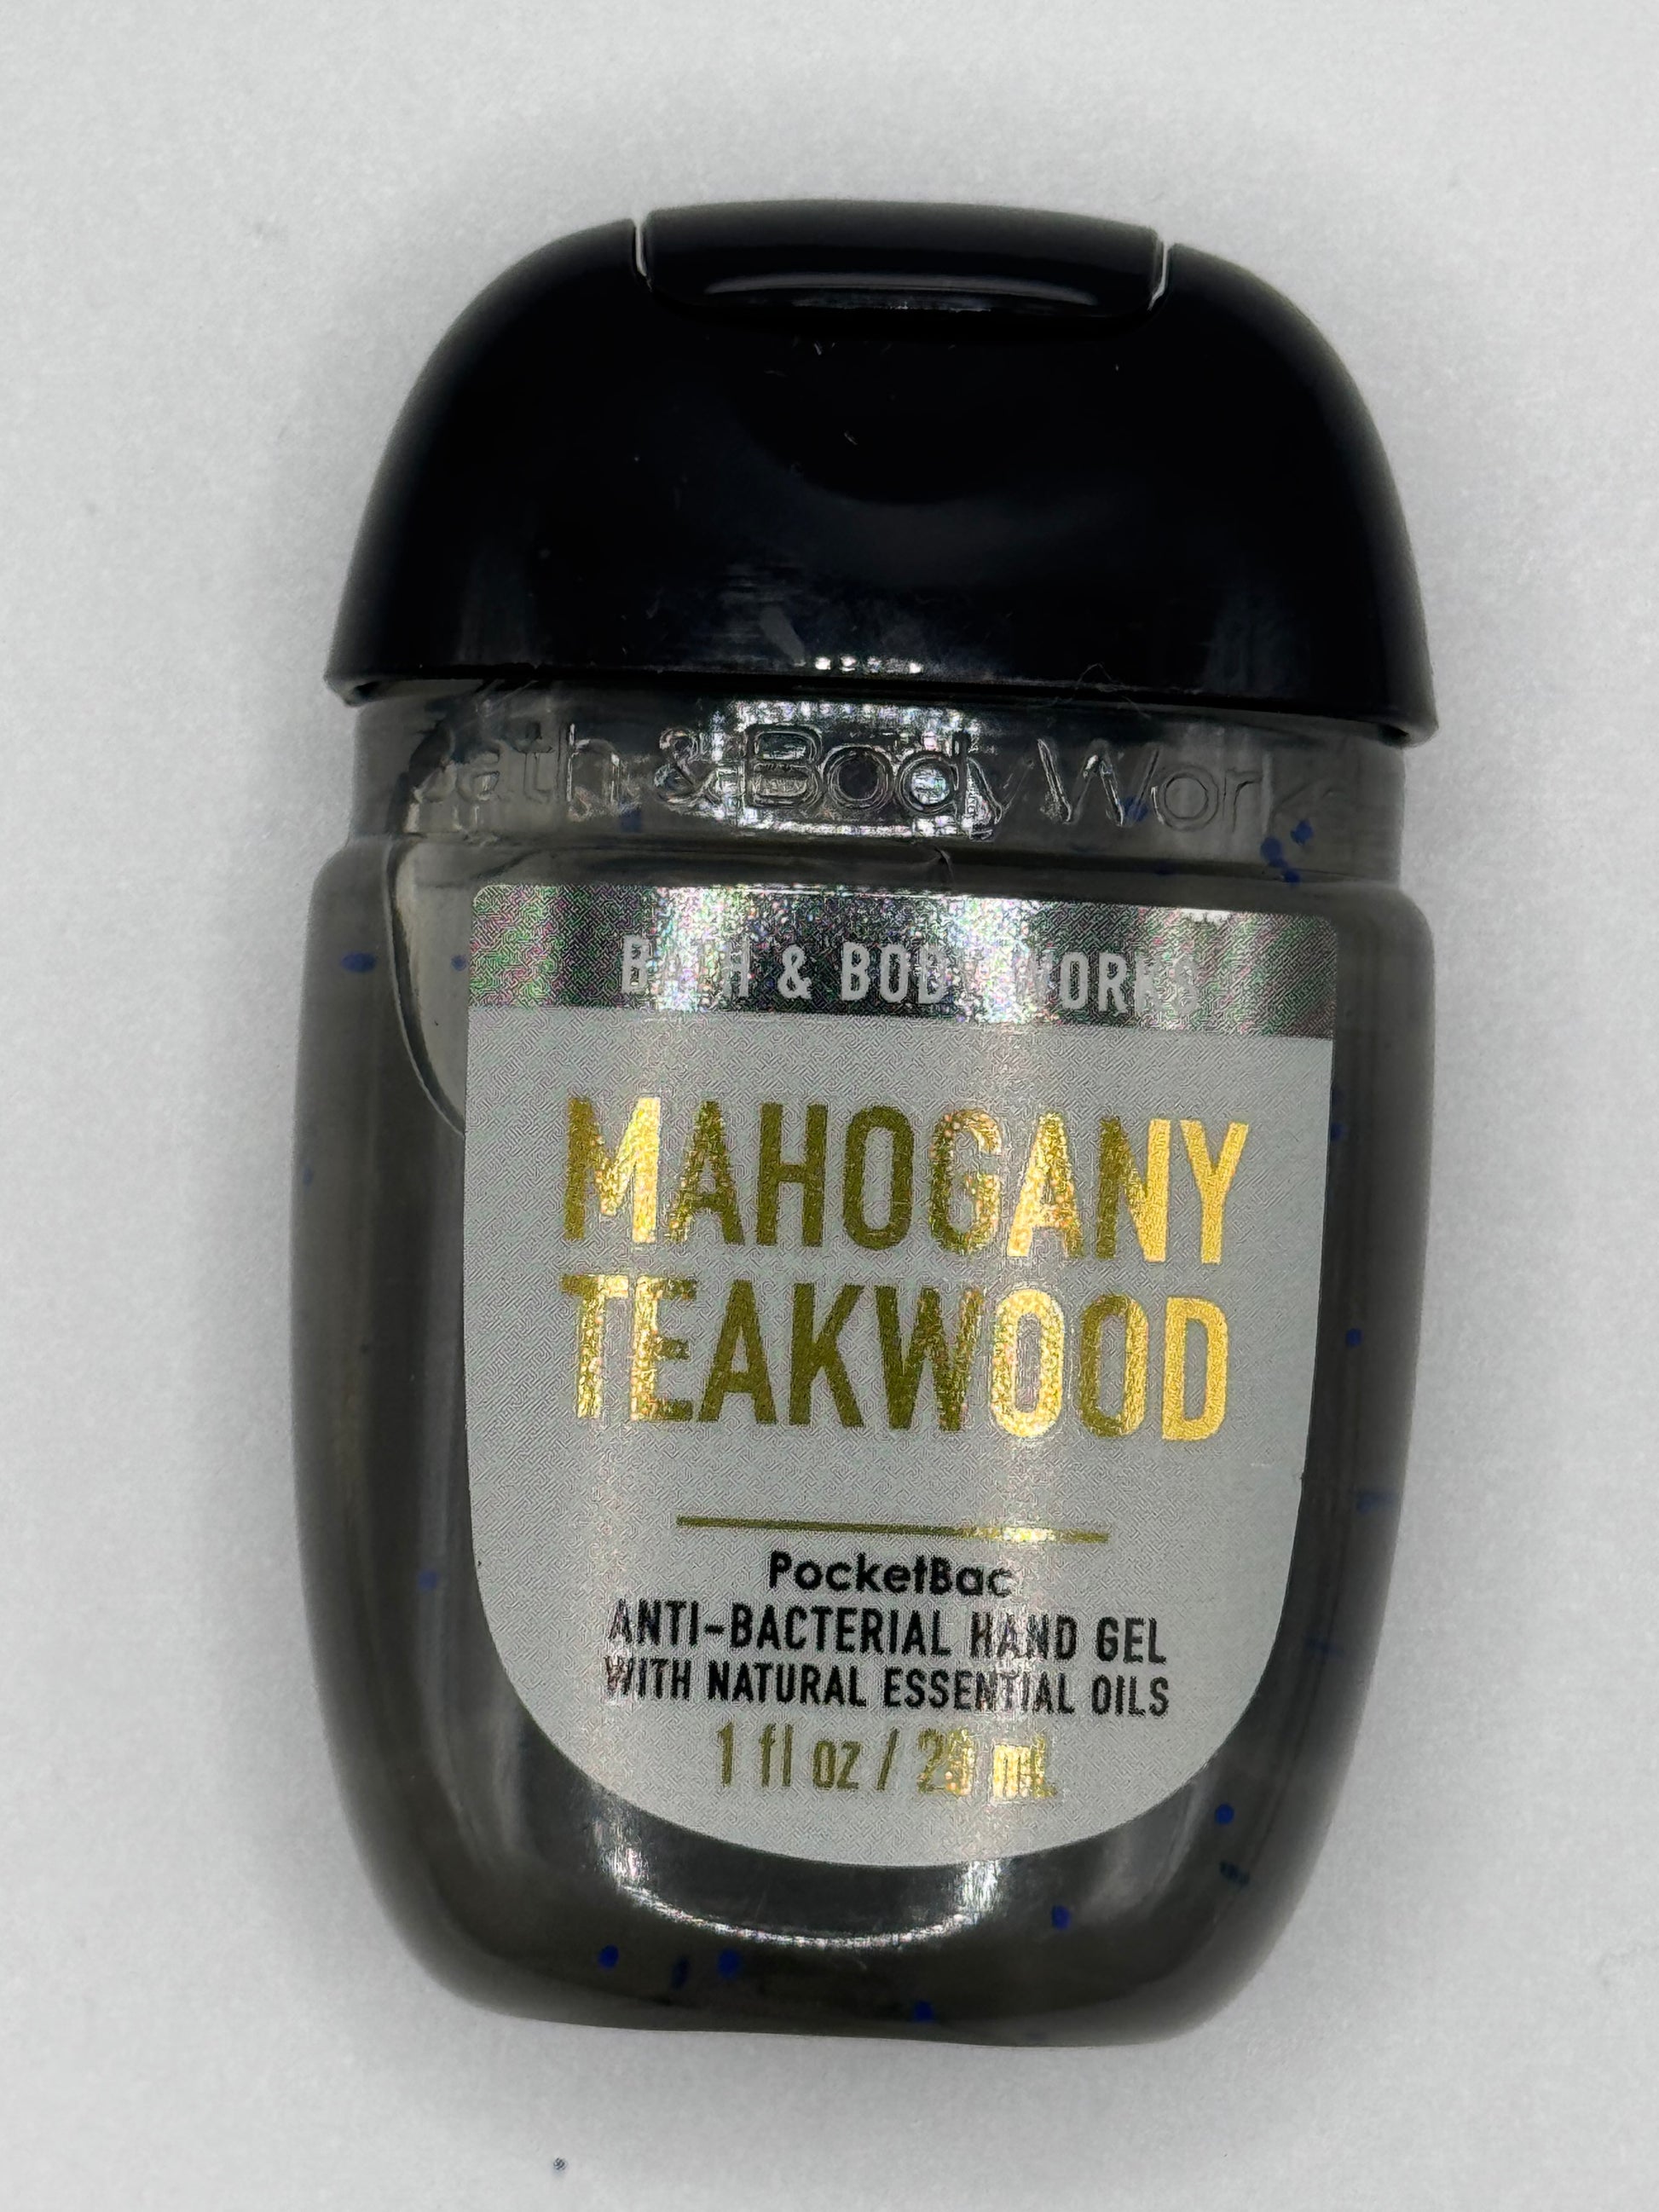 Bath & Body Works
BATH & BODY WORKS
MAHOGANY
TEAKWOOD
PocketBac
ANTI-BACTERIAL HAND GEL
WITH NATURAL ESSENTIAL OILS
1 fl oz / 29 mL